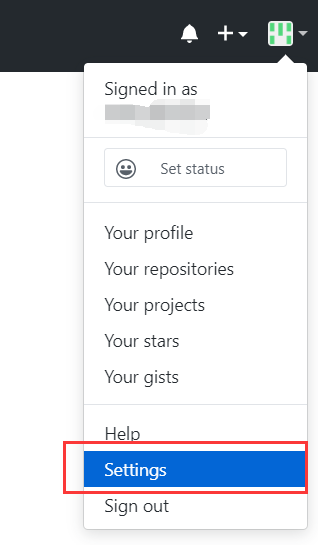 Signed in as
Set status
Your profile
Your repositories
Your projects
Your stars
Your gists
Help
Settings
Sign out